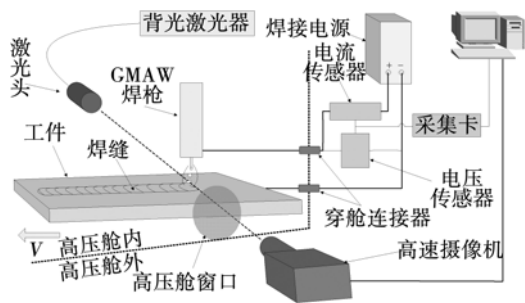 背光激光器
激光头
GMAW
焊枪
焊接电源
电流
传感器
+ -
采集卡
工件
焊缝
电压
传感器
穿舱连接器
V
高压舱内
高压舱外
高压舱窗口
高速摄像机